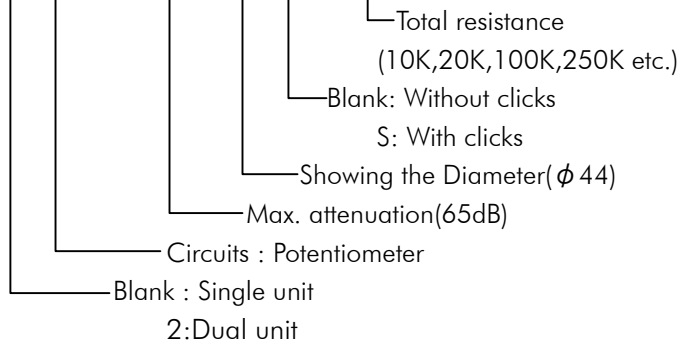 Total resistance
(10K,20K,100K,250K etc.)
Blank: Without clicks
S: With clicks
Showing the Diameter(ϕ44)
Max. attenuation(65dB)
Circuits : Potentiometer
Blank : Single unit
2:Dual unit